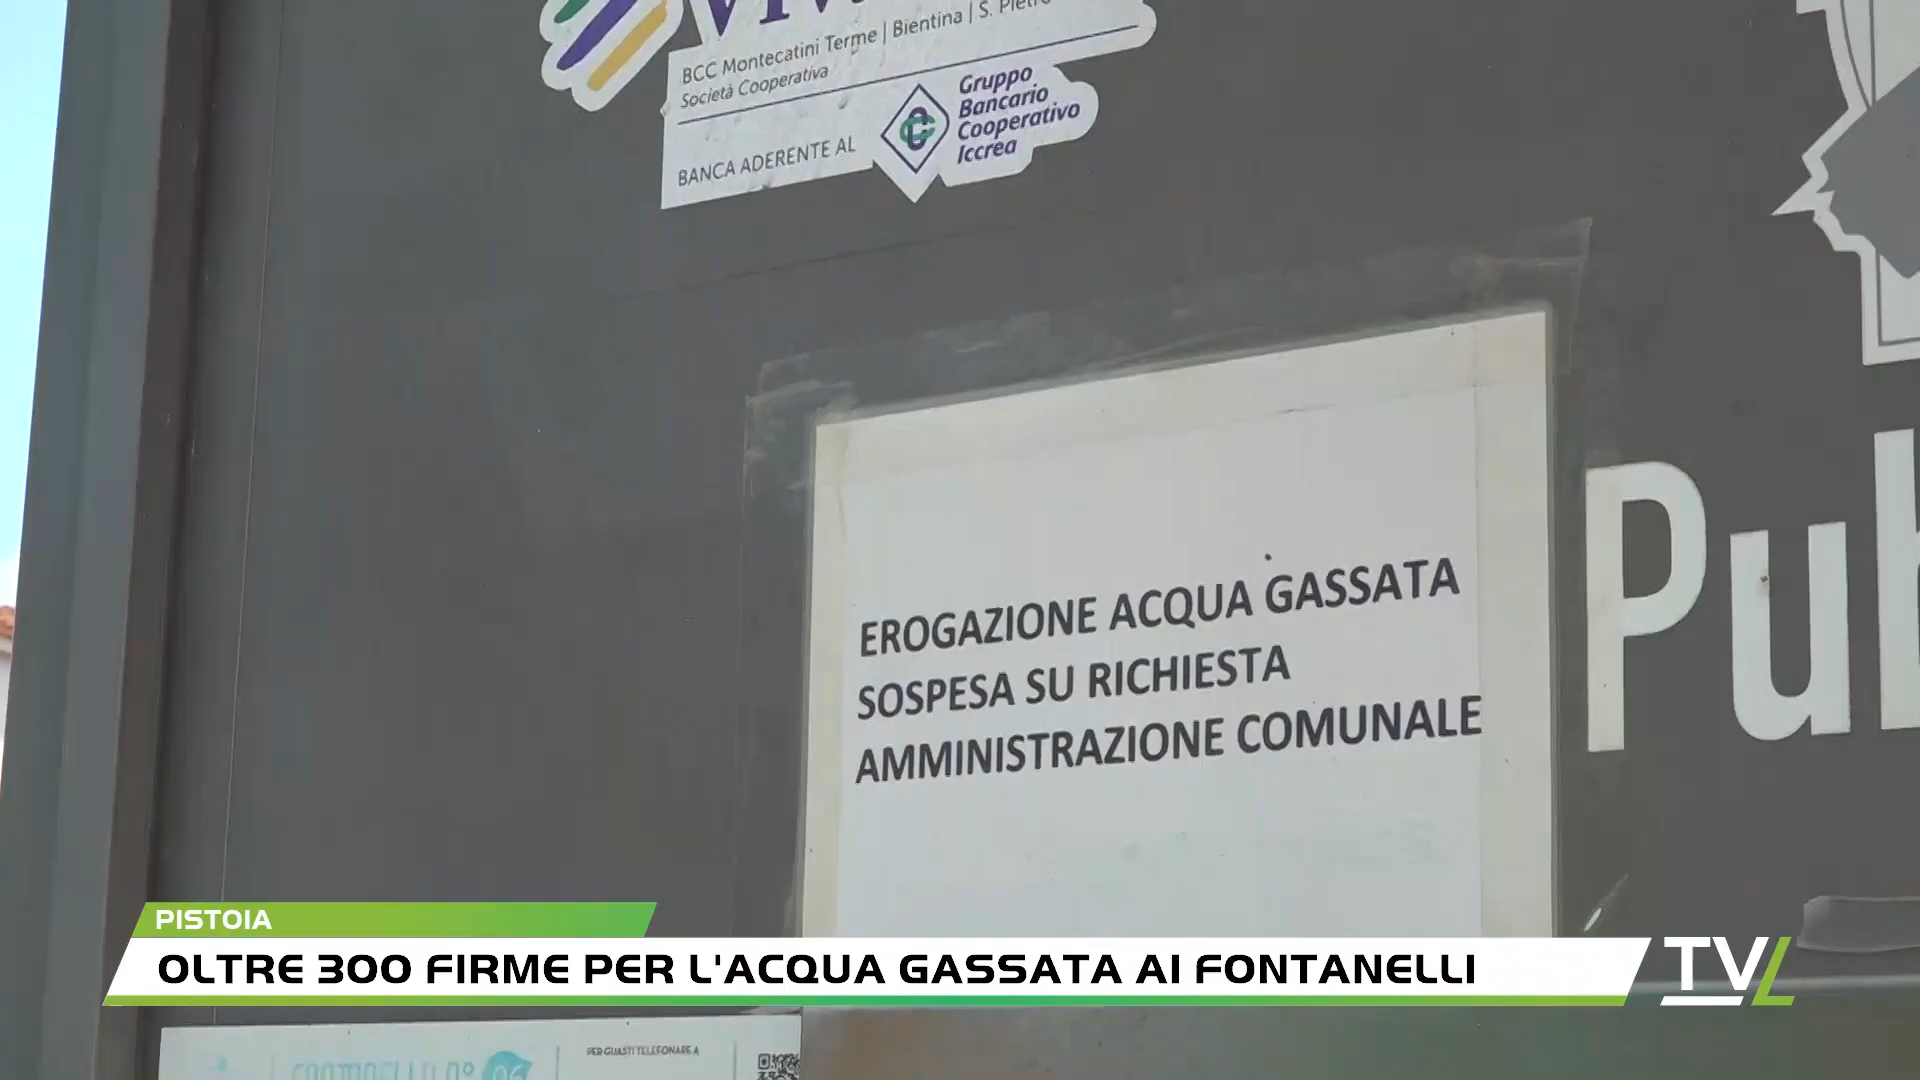 BCC Montecatini Terme | Bientina | S. Pietro
Società Cooperativa
BANCA ADERENTE AL
Gruppo
Bancario
Cooperativo
Iccrea
EROGAZIONE ACQUA GASSATA
SOSPESA SU RICHIESTA
AMMINISTRAZIONE COMUNALE
Pub
PISTOIA
OLTRE 300 FIRME PER L'ACQUA GASSATA AI FONTANELLI
TVL
PER GUASTI TELEFONARE A